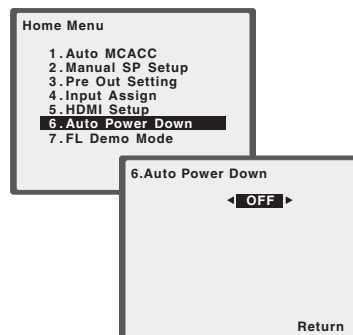 Home Menu
1.Auto MCACC
2.Manual SP Setup
3.Pre Out Setting
4.Input Assign
5.HDMI Setup
6.Auto Power Down
7.FL Demo Mode
6.Auto Power Down
◄ OFF ►
Return